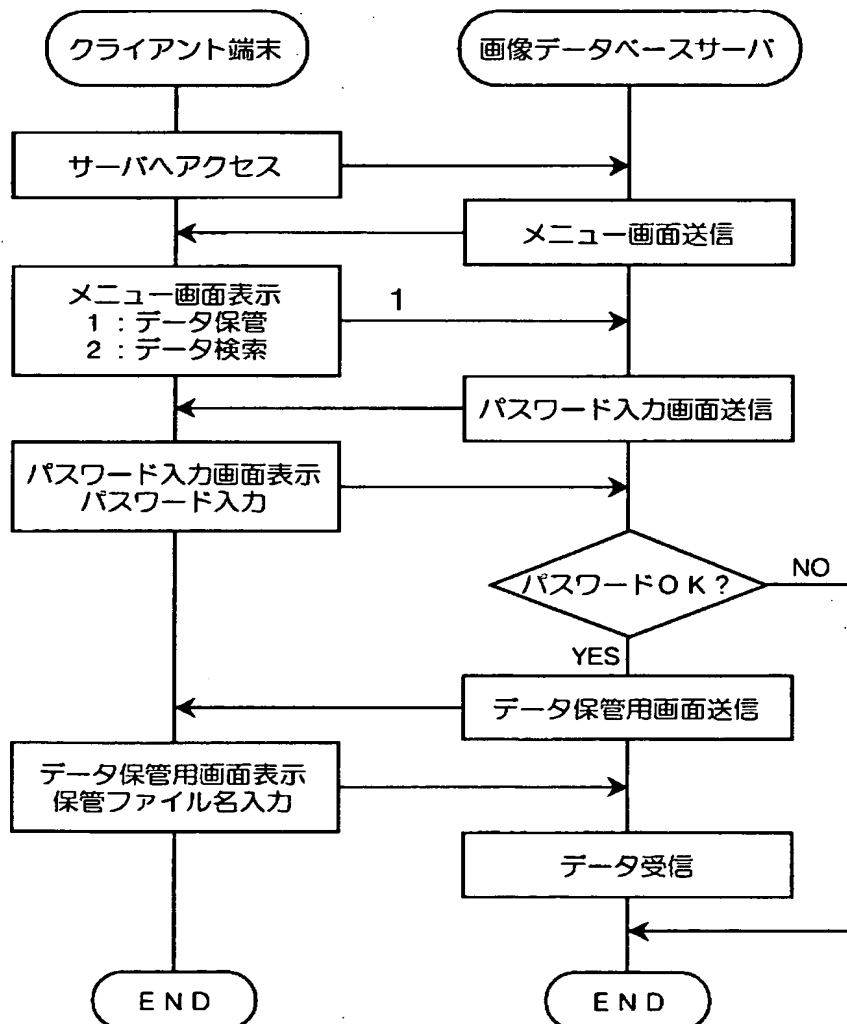 クライアント端末
画像データベースサーバ
サーバへアクセス
メニュー画面送信
メニュー画面表示
1：データ保管
2：データ検索
1
パスワード入力画面送信
パスワード入力画面表示
パスワード入力
パスワードOK？
NO
YES
データ保管用画面送信
データ保管用画面表示
保管ファイル名入力
データ受信
END
END